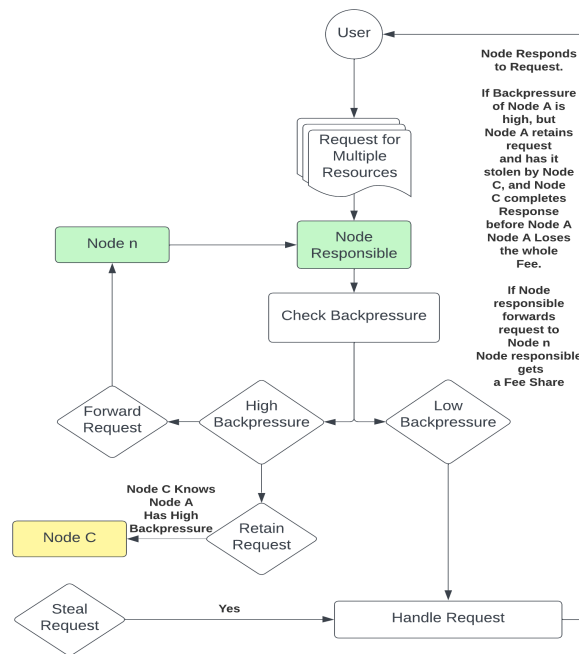 User
Node Responds
to Request.
If Backpressure
of Node A is
high, but
Node A retains
request
and has it
stolen by Node
C, and Node
C completes
Response
before Node A
Node A Loses
the whole
Fee.
If Node
responsible
forwards
request to
Node n
Node responsible
gets
a Fee Share
Request for
Multiple
Resources
Node n
Node
Responsible
Check Backpressure
Forward
Request
High
Backpressure
Low
Backpressure
Node C Knows
Node A
Has High
Backpressure
Node C
Retain
Request
Steal
Request
Yes
Handle Request